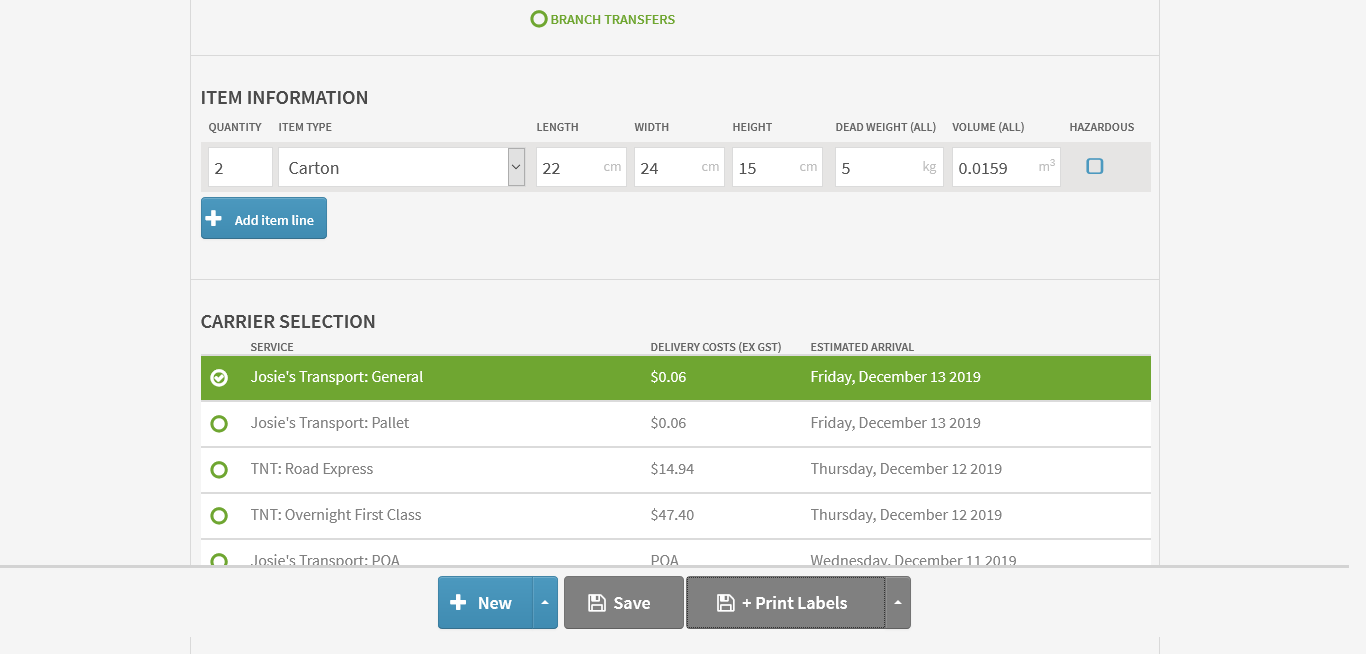 BRANCH TRANSFERS
ITEM INFORMATION
QUANTITY ITEM TYPE LENGTH WIDTH HEIGHT DEAD WEIGHT (ALL) VOLUME (ALL) HAZARDOUS
2 Carton 22 cm 24 cm 15 cm 5 kg 0.0159 m³
Add item line
CARRIER SELECTION
SERVICE DELIVERY COSTS (EX GST) ESTIMATED ARRIVAL
Josie's Transport: General $0.06 Friday, December 13 2019
Josie's Transport: Pallet $0.06 Friday, December 13 2019
TNT: Road Express $14.94 Thursday, December 12 2019
TNT: Overnight First Class $47.40 Thursday, December 12 2019
Josie's Transport: POA POA Wednesday, December 11 2019
New Save + Print Labels